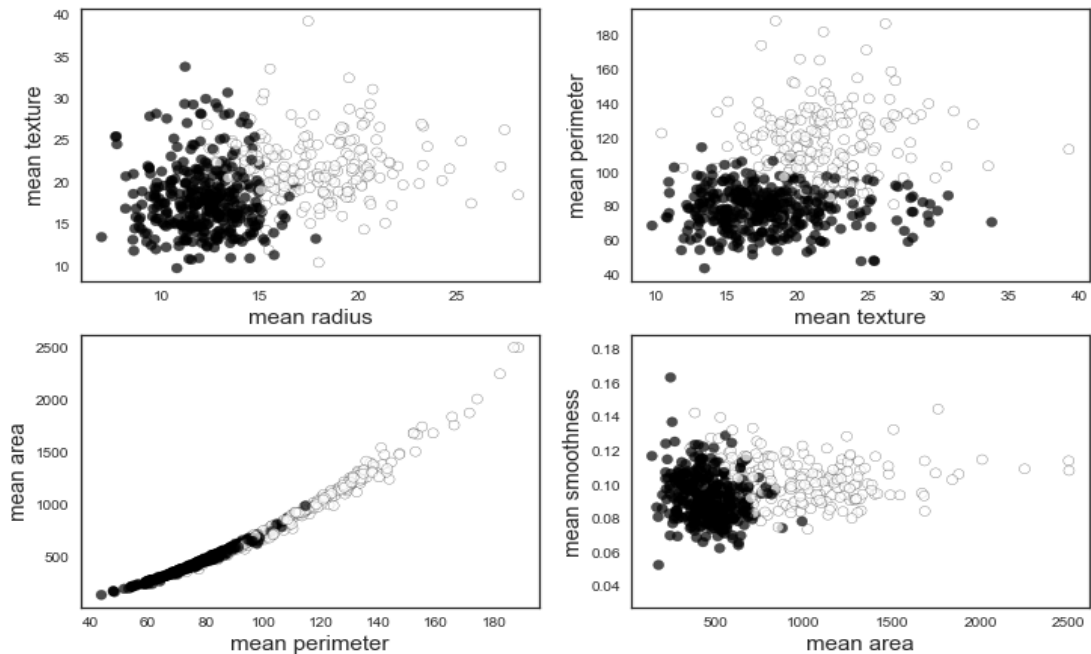 40
35
30
25
20
15
10
mean texture
10 15 20 25
mean radius
180
160
140
120
100
80
60
40
mean perimeter
10 15 20 25 30 35 40
mean texture
2500
2000
1500
1000
500
mean area
40 60 80 100 120 140 160 180
mean perimeter
0.18
0.16
0.14
0.12
0.10
0.08
0.06
0.04
mean smoothness
500 1000 1500 2000 2500
mean area